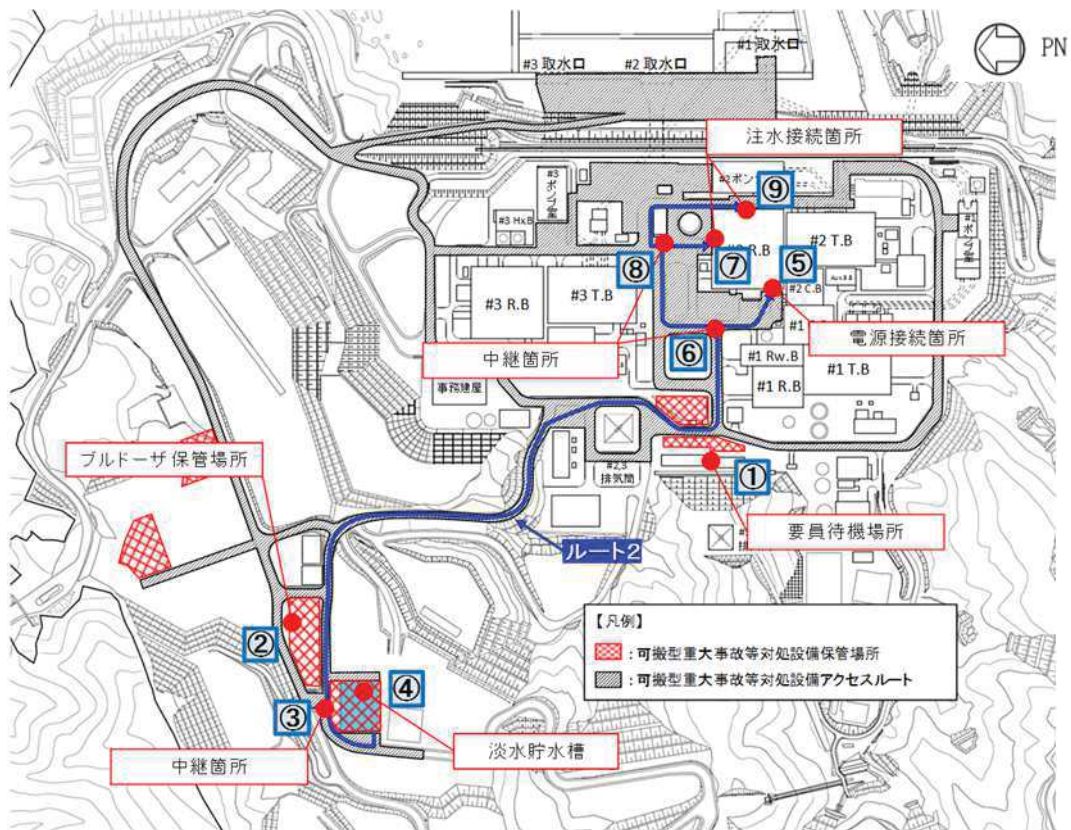 #1 取水口
#3 取水口
#2 取水口
PN
注水接続箇所
#3 ポンプ室
#2 ポン
⑨
#3 Hx.B
R.B
#2 T.B
⑧
⑦
⑤
#3 R.B
#3 T.B
#2 C.B
中継箇所
⑥
電源接続箇所
#1 Rw.B
#1 T.B
#1 R.B
事務建屋
ブルドーザ保管場所
#2,3
排気筒
①
要員待機場所
ルート2
【凡例】
:可搬型重大事故等対処設備保管場所
:可搬型重大事故等対処設備アクセスルート
②
④
③
淡水貯水槽
中継箇所